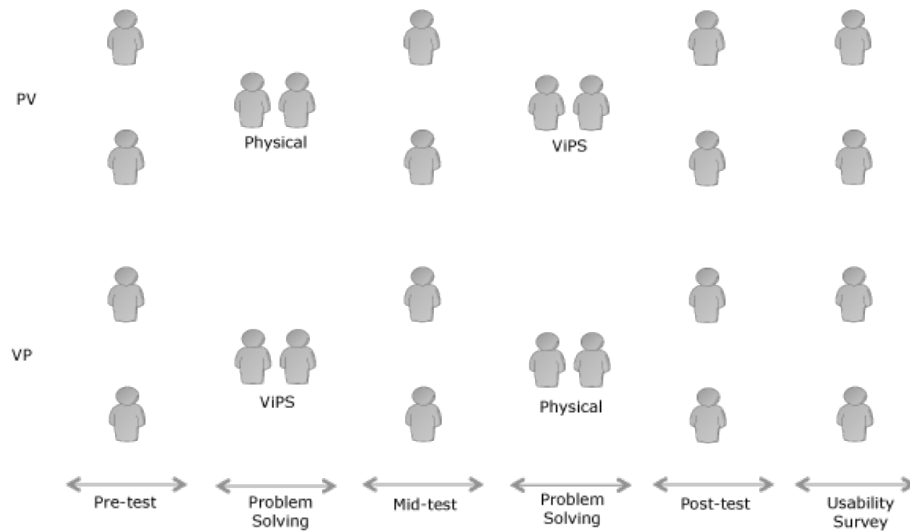 PV
Physical
ViPS
VP
ViPS
Physical
Pre-test
Problem
Solving
Mid-test
Problem
Solving
Post-test
Usability
Survey